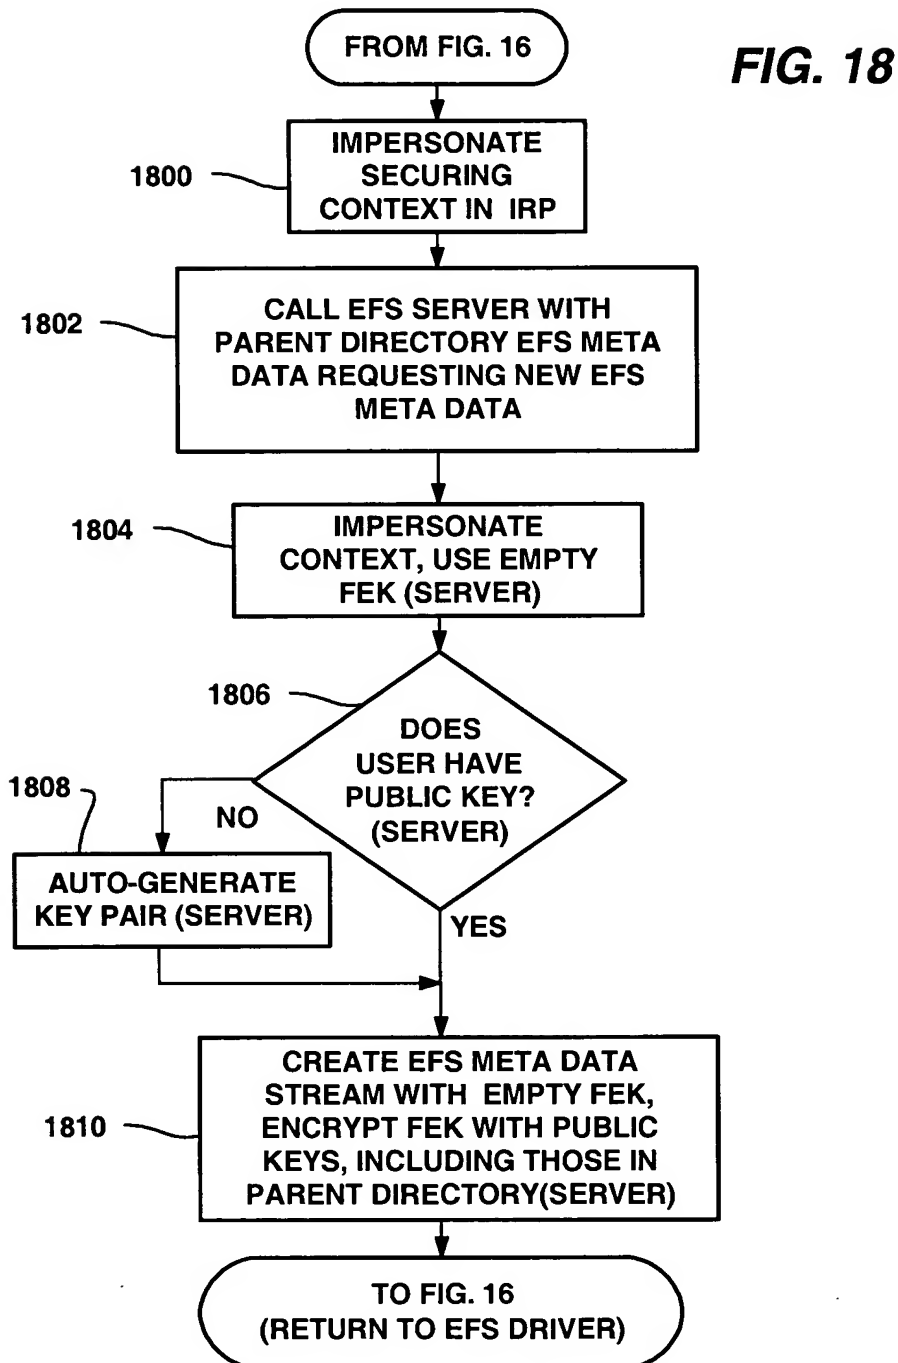 FROM FIG. 16
FIG. 18
IMPERSONATE
SECURING
CONTEXT IN IRP
1800
CALL EFS SERVER WITH
PARENT DIRECTORY EFS META
DATA REQUESTING NEW EFS
META DATA
1802
IMPERSONATE
CONTEXT, USE EMPTY
FEK (SERVER)
1804
1806
DOES
USER HAVE
PUBLIC KEY?
(SERVER)
1808
NO
AUTO-GENERATE
KEY PAIR (SERVER)
YES
CREATE EFS META DATA
STREAM WITH EMPTY FEK,
ENCRYPT FEK WITH PUBLIC
KEYS, INCLUDING THOSE IN
PARENT DIRECTORY(SERVER)
1810
TO FIG. 16
(RETURN TO EFS DRIVER)